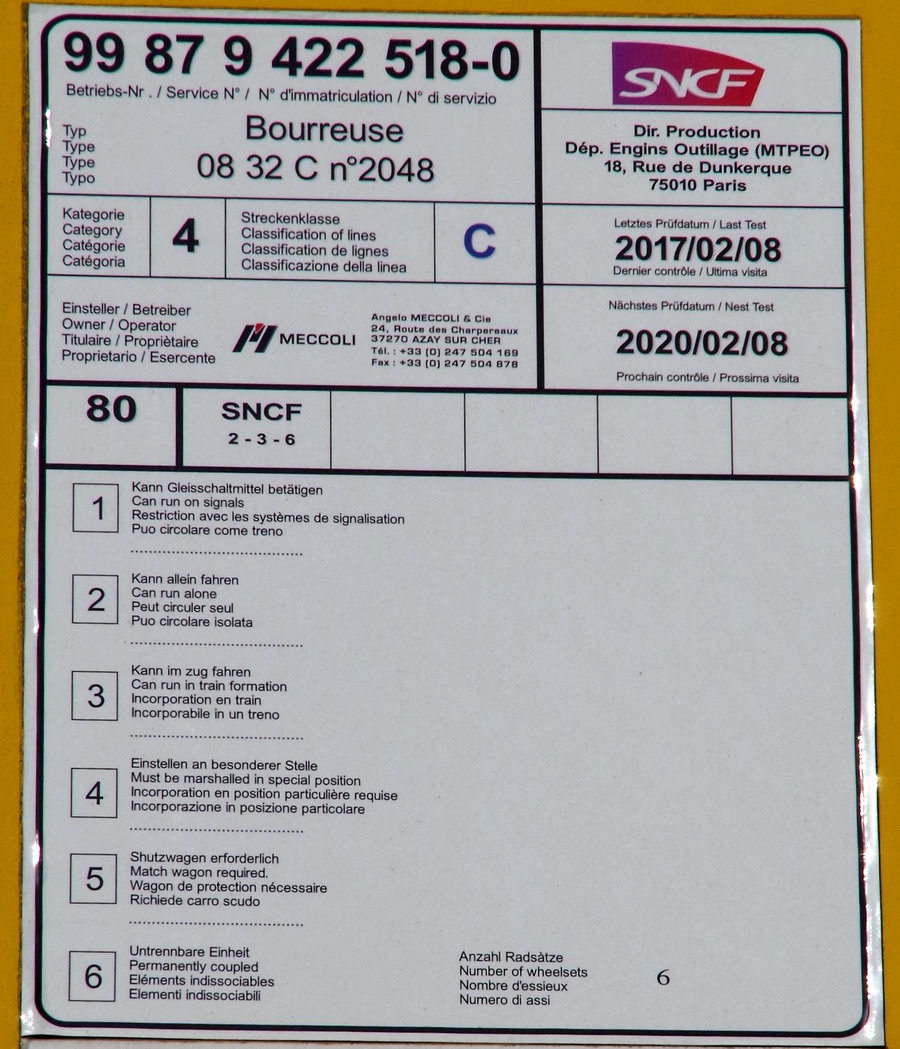 99 87 9 422 518-0
Betriebs-Nr . / Service N° / N° d'immatriculation / N° di servizio
Typ
Type
Type
Typo
Bourreuse
08 32 C n°2048
SNCF
Dir. Production
Dép. Engins Outillage (MTPEO)
18, Rue de Dunkerque
75010 Paris
Kategorie
Category
Catégorie
Catégoria
4
Streckenklasse
Classification of lines
Classification de lignes
Classificazione della linea
C
Letztes Prüfdatum / Last Test
2017/02/08
Dernier contrôle / Ultima visita
Einsteller / Betreiber
Owner / Operator
Titulaire / Propriètaire
Proprietario / Esercente
MECCOLI
Angelo MECCOLI & Cie
24, Route des Charpereaux
37270 AZAY SUR CHER
Tél. : +33 (0) 247 504 169
Fax : +33 (0) 247 504 878
Nächstes Prüfdatum / Nest Test
2020/02/08
Prochain contrôle / Prossima visita
80
SNCF
2 - 3 - 6
1
Kann Gleisschaltmittel betätigen
Can run on signals
Restriction avec les systèmes de signalisation
Puo circolare come treno
2
Kann allein fahren
Can run alone
Peut circuler seul
Puo circolare isolata
3
Kann im zug fahren
Can run in train formation
Incorporation en train
Incorporabile in un treno
4
Einstellen an besonderer Stelle
Must be marshalled in special position
Incorporation en position particulière requise
Incorporazione in posizione particolare
5
Shutzwagen erforderlich
Match wagon required.
Wagon de protection nécessaire
Richiede carro scudo
6
Untrennbare Einheit
Permanently coupled
Eléments indissociables
Elementi indissociabili
Anzahl Radsàtze
Number of wheelsets
Nombre d'essieux
Numero di assi
6